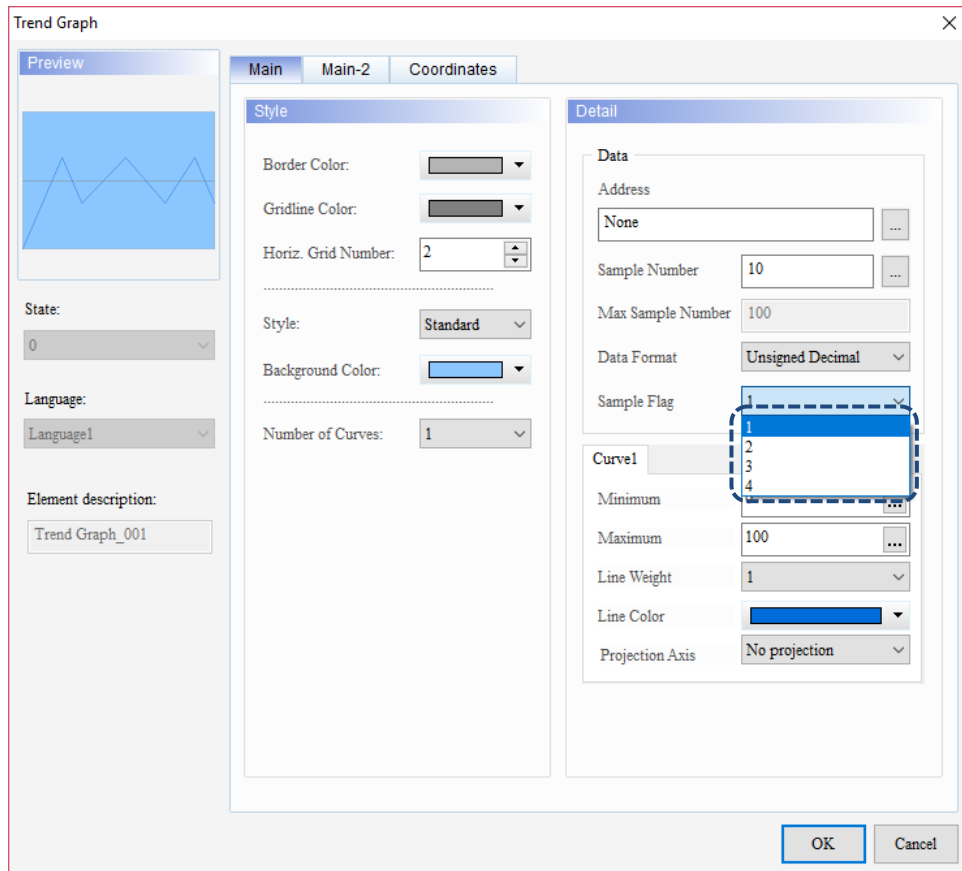 Trend Graph
Preview
State:
0
Language:
Language1
Element description:
Trend Graph_001
Main
Main-2
Coordinates
Style
Border Color:
Gridline Color:
Horiz. Grid Number:
2
Style:
Standard
Background Color:
Number of Curves:
1
Detail
Data
Address
None
...
Sample Number
10
...
Max Sample Number
100
Data Format
Unsigned Decimal
Sample Flag
1
1
2
3
4
Curve1
Minimum
...
Maximum
100
...
Line Weight
1
Line Color
Projection Axis
No projection
OK
Cancel